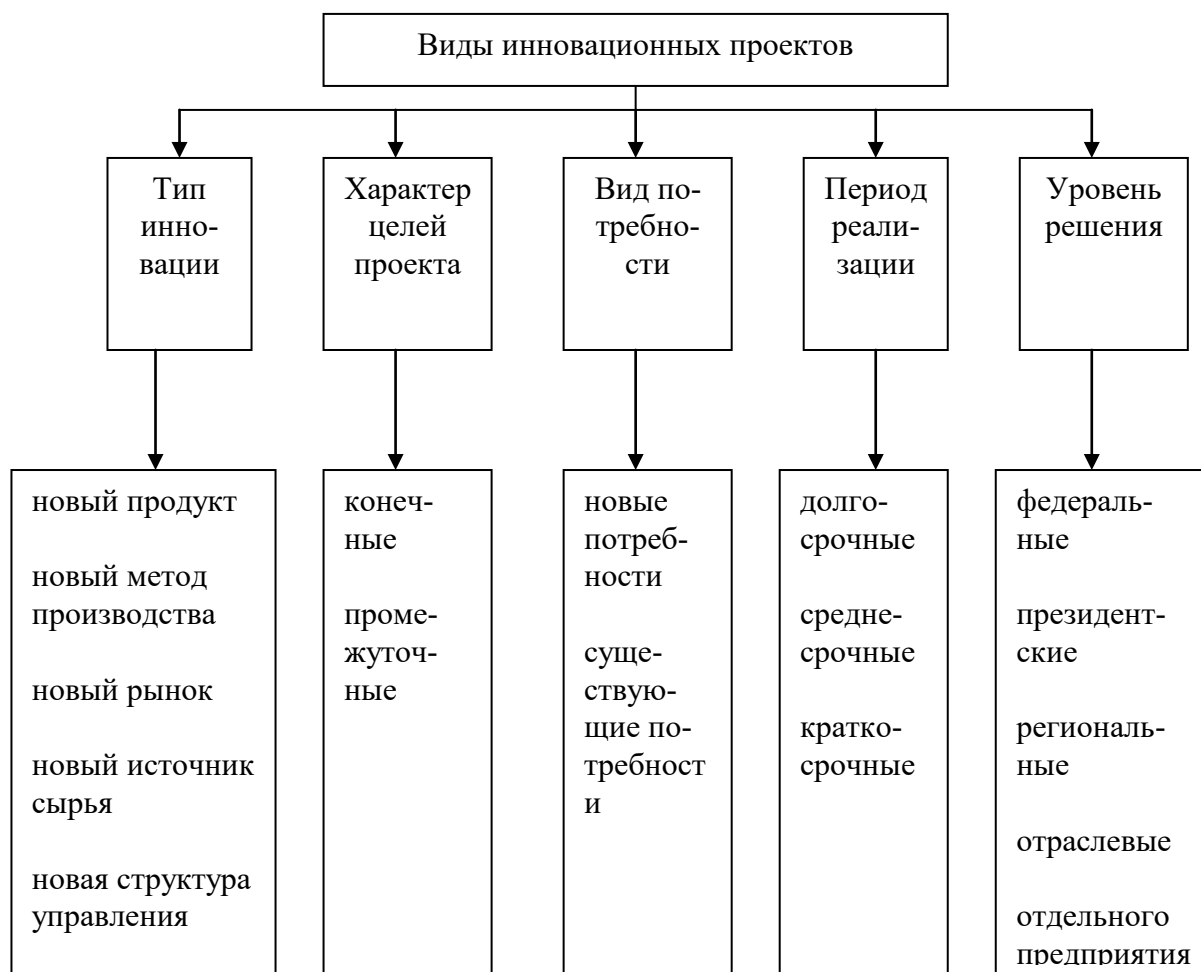 Виды инновационных проектов
Тип
инно-
вации
Характер
целей
проекта
Вид по-
требно-
сти
Период
реали-
зации
Уровень
решения
новый продукт
новый метод
производства
новый рынок
новый источник
сырья
новая структура
управления
конеч-
ные
проме-
жуточ-
ные
новые
потреб-
ности
суще-
ствую-
щие по-
требност
и
долго-
срочные
средне-
срочные
кратко-
срочные
федераль-
ные
президент-
ские
региональ-
ные
отраслевые
отдельного
предприятия